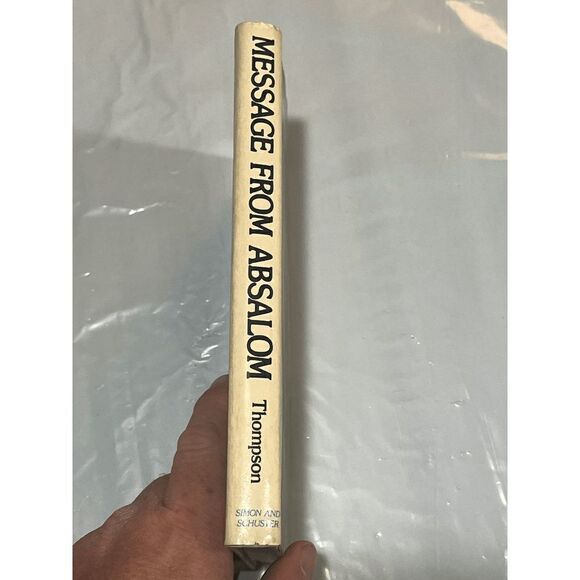 MESSAGE FROM ABSALOM
Thompson
SIMON AND
SCHUSTER